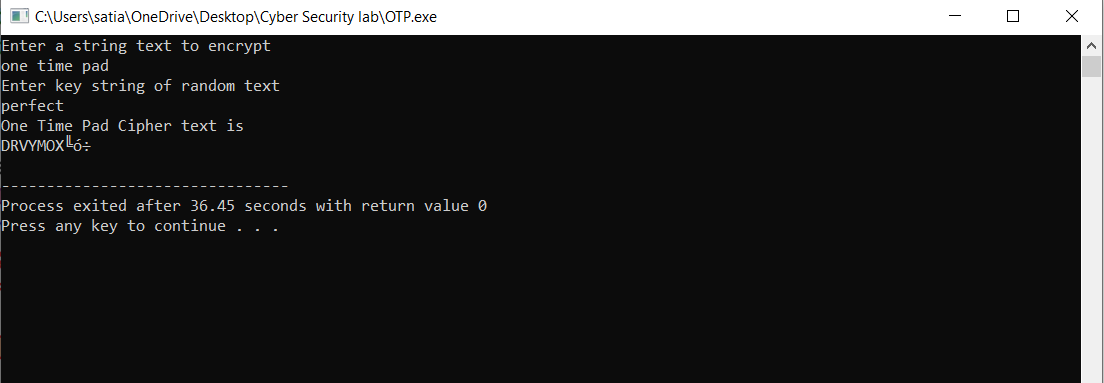 C:\Users\satia\OneDrive\Desktop\Cyber Security lab\OTP.exe
Enter a string text to encrypt
one time pad
Enter key string of random text
perfect
One Time Pad Cipher text is
DRVYMOX╚ó÷
--------------------------------
Process exited after 36.45 seconds with return value 0
Press any key to continue . . .